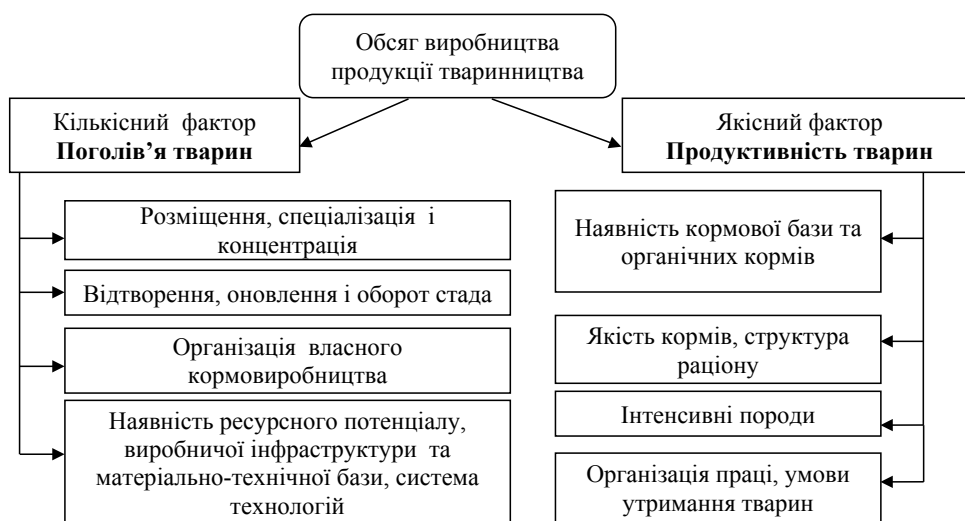 Обсяг виробництва
продукції тваринництва
Кількісний фактор
Поголів’я тварин
Якісний фактор
Продуктивність тварин
Розміщення, спеціалізація і
концентрація
Відтворення, оновлення і оборот стада
Організація власного
кормовиробництва
Наявність ресурсного потенціалу,
виробничої інфраструктури та
матеріально-технічної бази, система
технологій
Наявність кормової бази та
органічних кормів
Якість кормів, структура
раціону
Інтенсивні породи
Організація праці, умови
утримання тварин